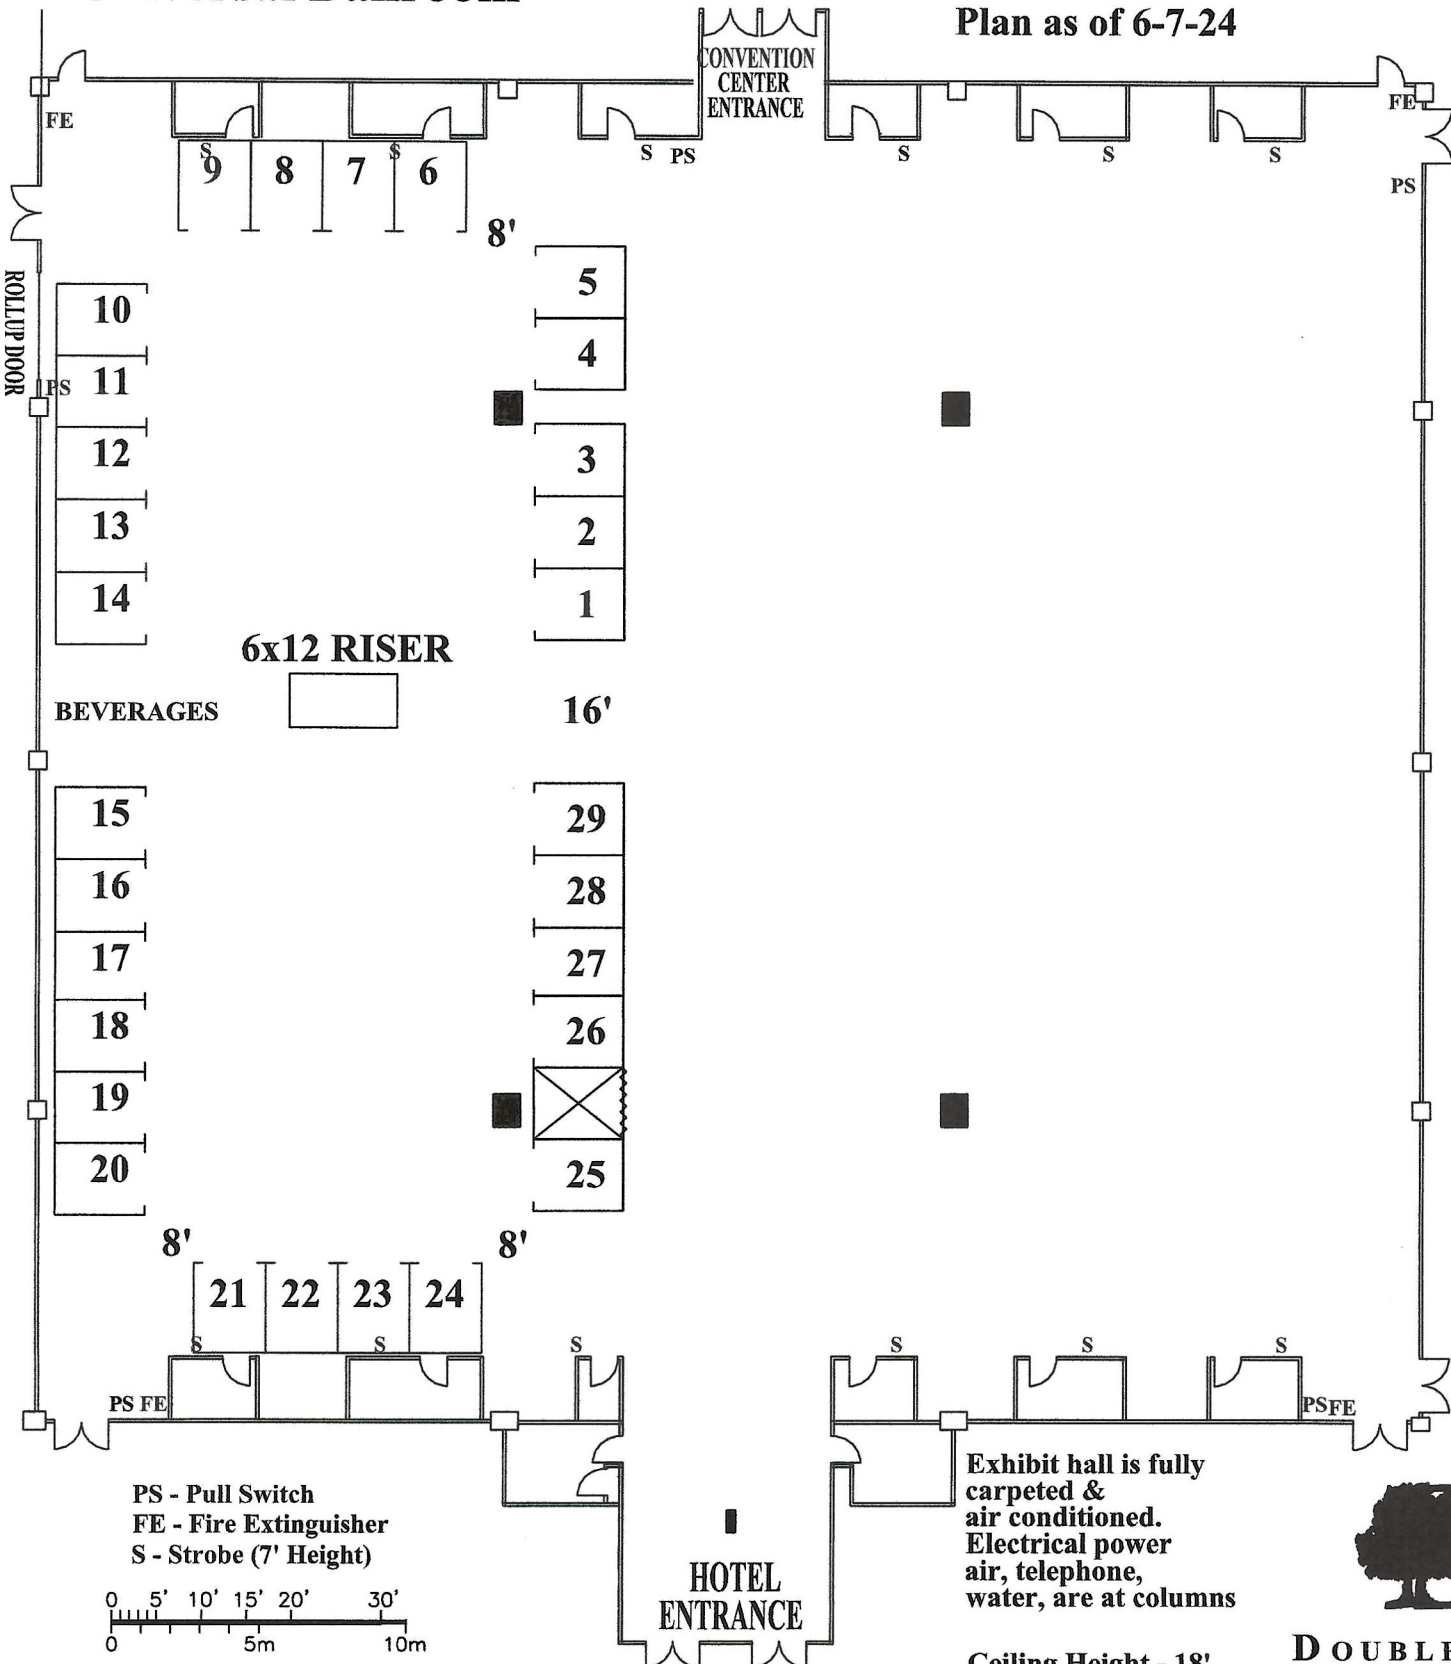 Plan as of 6-7-24
CONVENTION
CENTER
ENTRANCE
FE
FE
S
S
S
PS
S
S
S
PS
9
8
7
6
8'
ROLLUP DOOR
10
11
PS
12
13
14
5
4
3
2
1
6x12 RISER
BEVERAGES
16'
15
16
17
18
19
20
29
28
27
26
25
8'
8'
21
22
23
24
S
S
S
S
S
S
PS FE
PS FE
PS - Pull Switch
FE - Fire Extinguisher
S - Strobe (7' Height)
0 5' 10' 15' 20' 30'
0 5m 10m
HOTEL
ENTRANCE
Exhibit hall is fully
carpeted &
air conditioned.
Electrical power
air, telephone,
water, are at columns
Ceiling Height - 18'